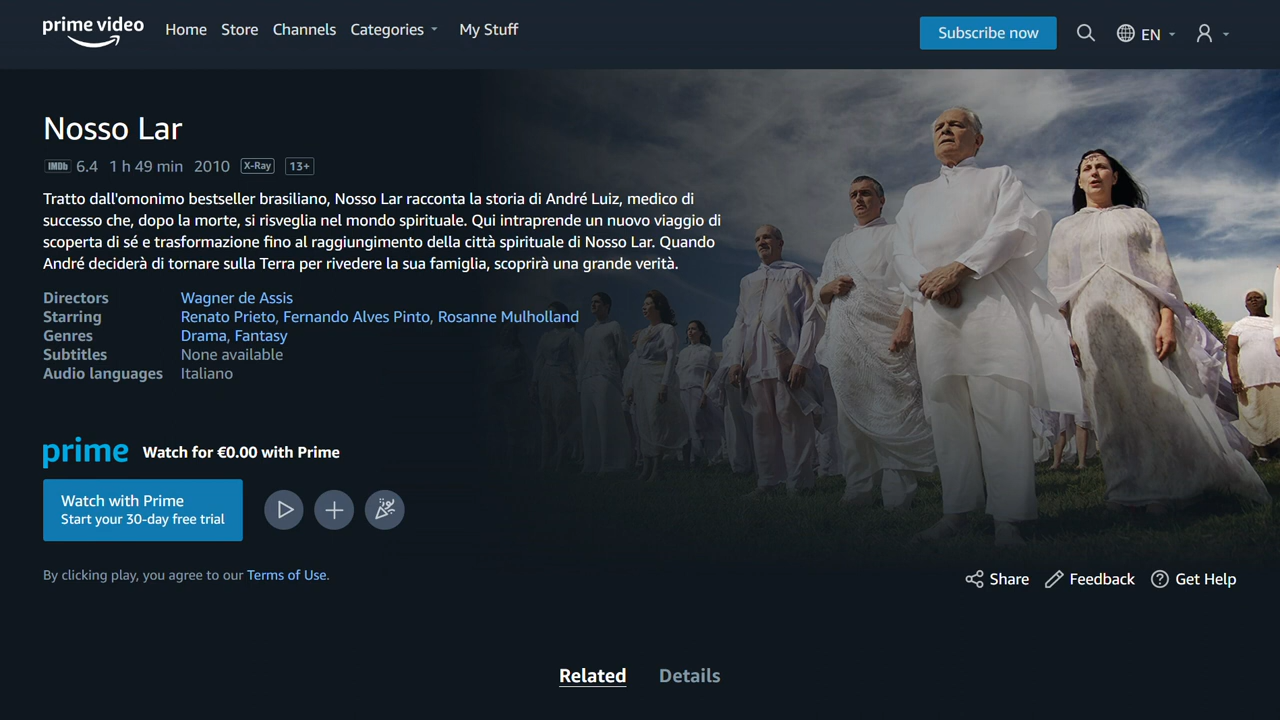 prime video
Home Store Channels Categories My Stuff
Subscribe now
EN
Nosso Lar
IMDb 6.4 1 h 49 min 2010 X-Ray 13+
Tratto dall'omonimo bestseller brasiliano, Nosso Lar racconta la storia di André Luiz, medico di
successo che, dopo la morte, si risveglia nel mondo spirituale. Qui intraprende un nuovo viaggio di
scoperta di sé e trasformazione fino al raggiungimento della città spirituale di Nosso Lar. Quando
André deciderà di tornare sulla Terra per rivedere la sua famiglia, scoprirà una grande verità.
Directors Wagner de Assis
Starring Renato Prieto, Fernando Alves Pinto, Rosanne Mulholland
Genres Drama, Fantasy
Subtitles None available
Audio languages Italiano
prime Watch for €0.00 with Prime
Watch with Prime
Start your 30-day free trial
By clicking play, you agree to our Terms of Use.
Share Feedback Get Help
Related Details